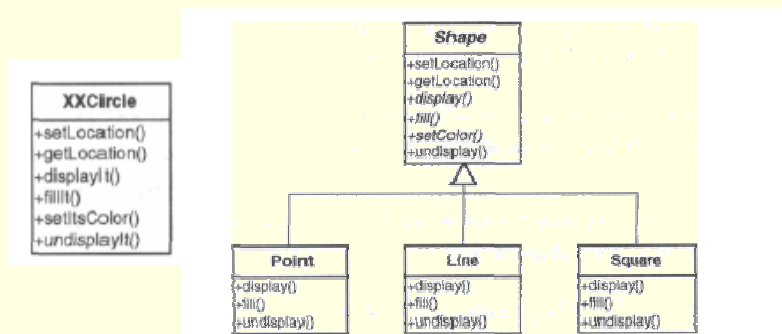 XXCircle
+setLocation()
+getLocation()
+displayIt()
+fillIt()
+setItsColor()
+undisplayIt()
Shape
+setLocation()
+getLocation()
+display()
+fill()
+setColor()
+undisplay()
Point
+display()
+fill()
+undisplay()
Line
+display()
+fill()
+undisplay()
Square
+display()
+fill()
+undisplay()